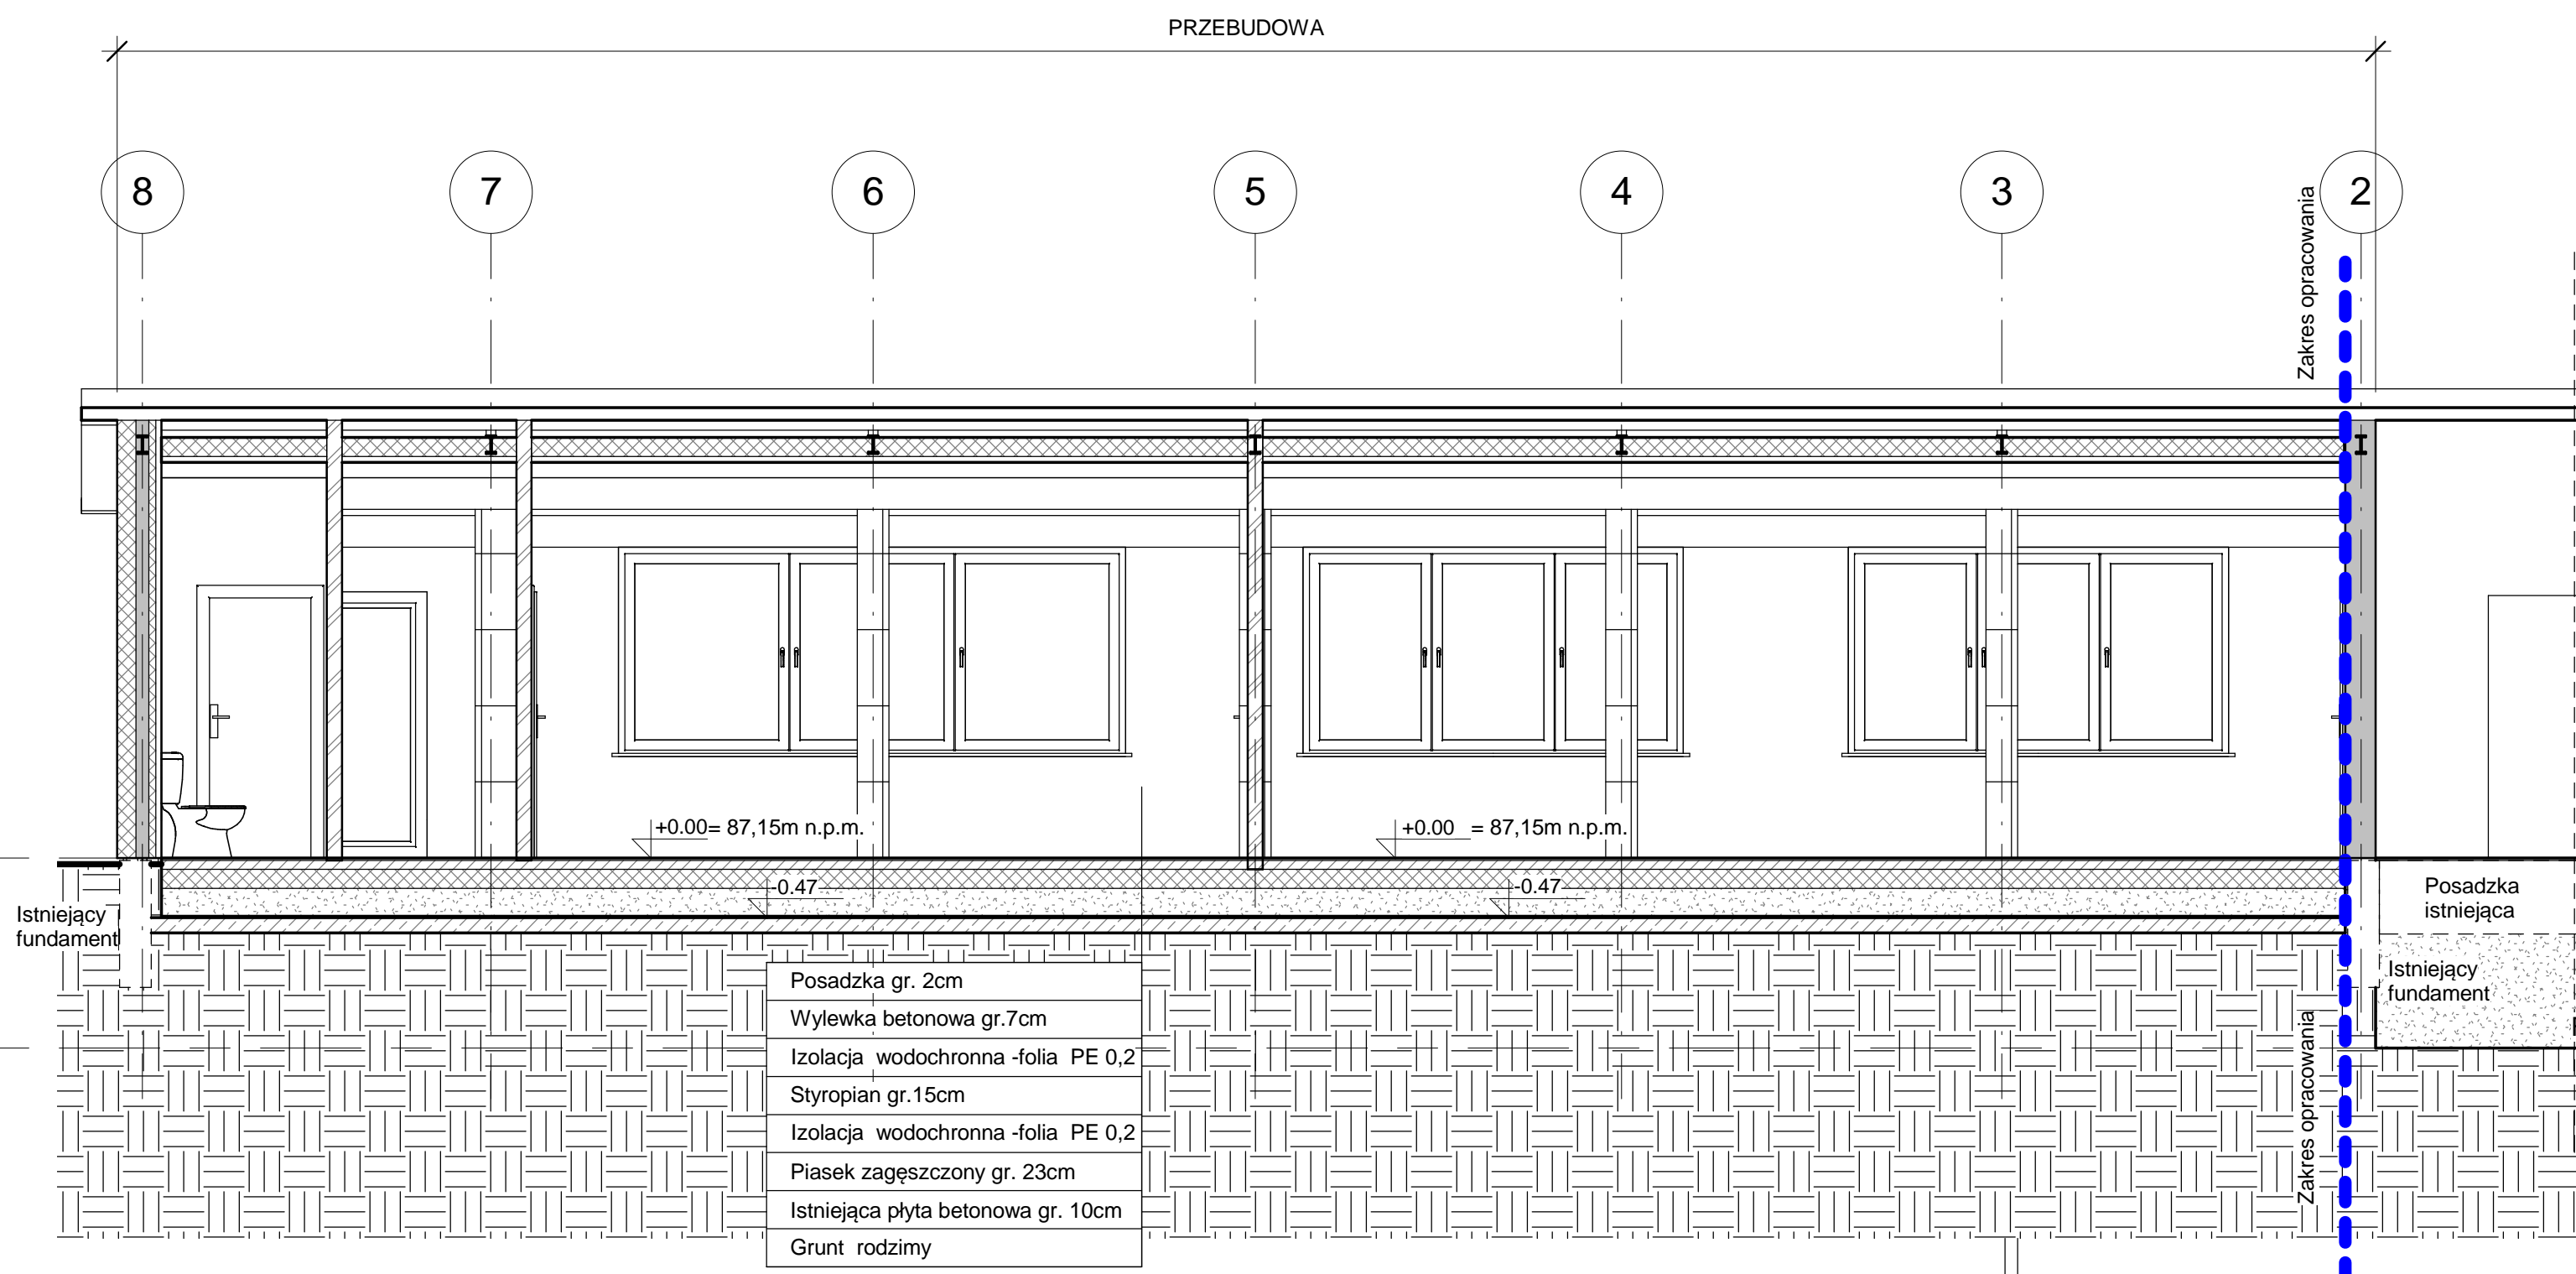 PRZEBUDOWA
8 7 6 5 4 3 2
Zakres opracowania
+0.00= 87,15m n.p.m.
+0.00 = 87,15m n.p.m.
-0.47
-0.47
Istniejący
fundament
Posadzka
istniejąca
Istniejący
fundament
Posadzka gr. 2cm
Wylewka betonowa gr.7cm
Izolacja wodochronna -folia PE 0,2
Styropian gr.15cm
Izolacja wodochronna -folia PE 0,2
Piasek zagęszczony gr. 23cm
Istniejąca płyta betonowa gr. 10cm
Grunt rodzimy
Zakres opracowania